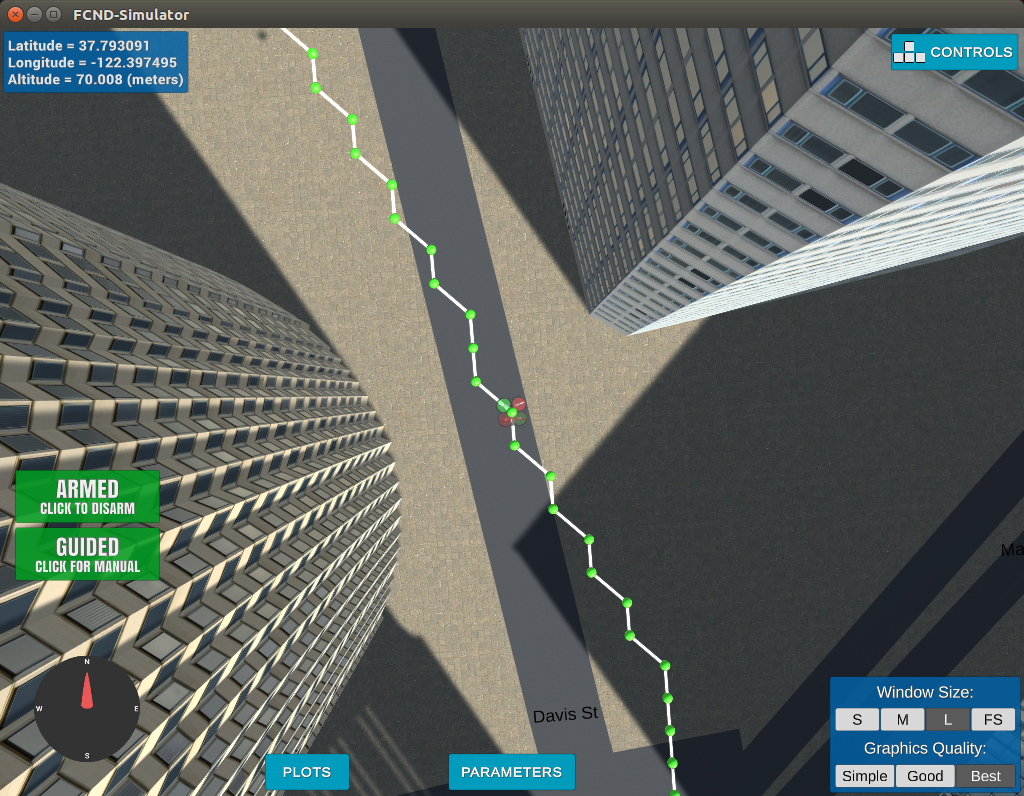 FCND-Simulator
Latitude = 37.793091
Longitude = -122.397495
Altitude = 70.008 (meters)
CONTROLS
ARMED
CLICK TO DISARM
GUIDED
CLICK FOR MANUAL
Ma
N
W
E
S
Davis St
PLOTS
PARAMETERS
Window Size:
S M L FS
Graphics Quality:
Simple Good Best